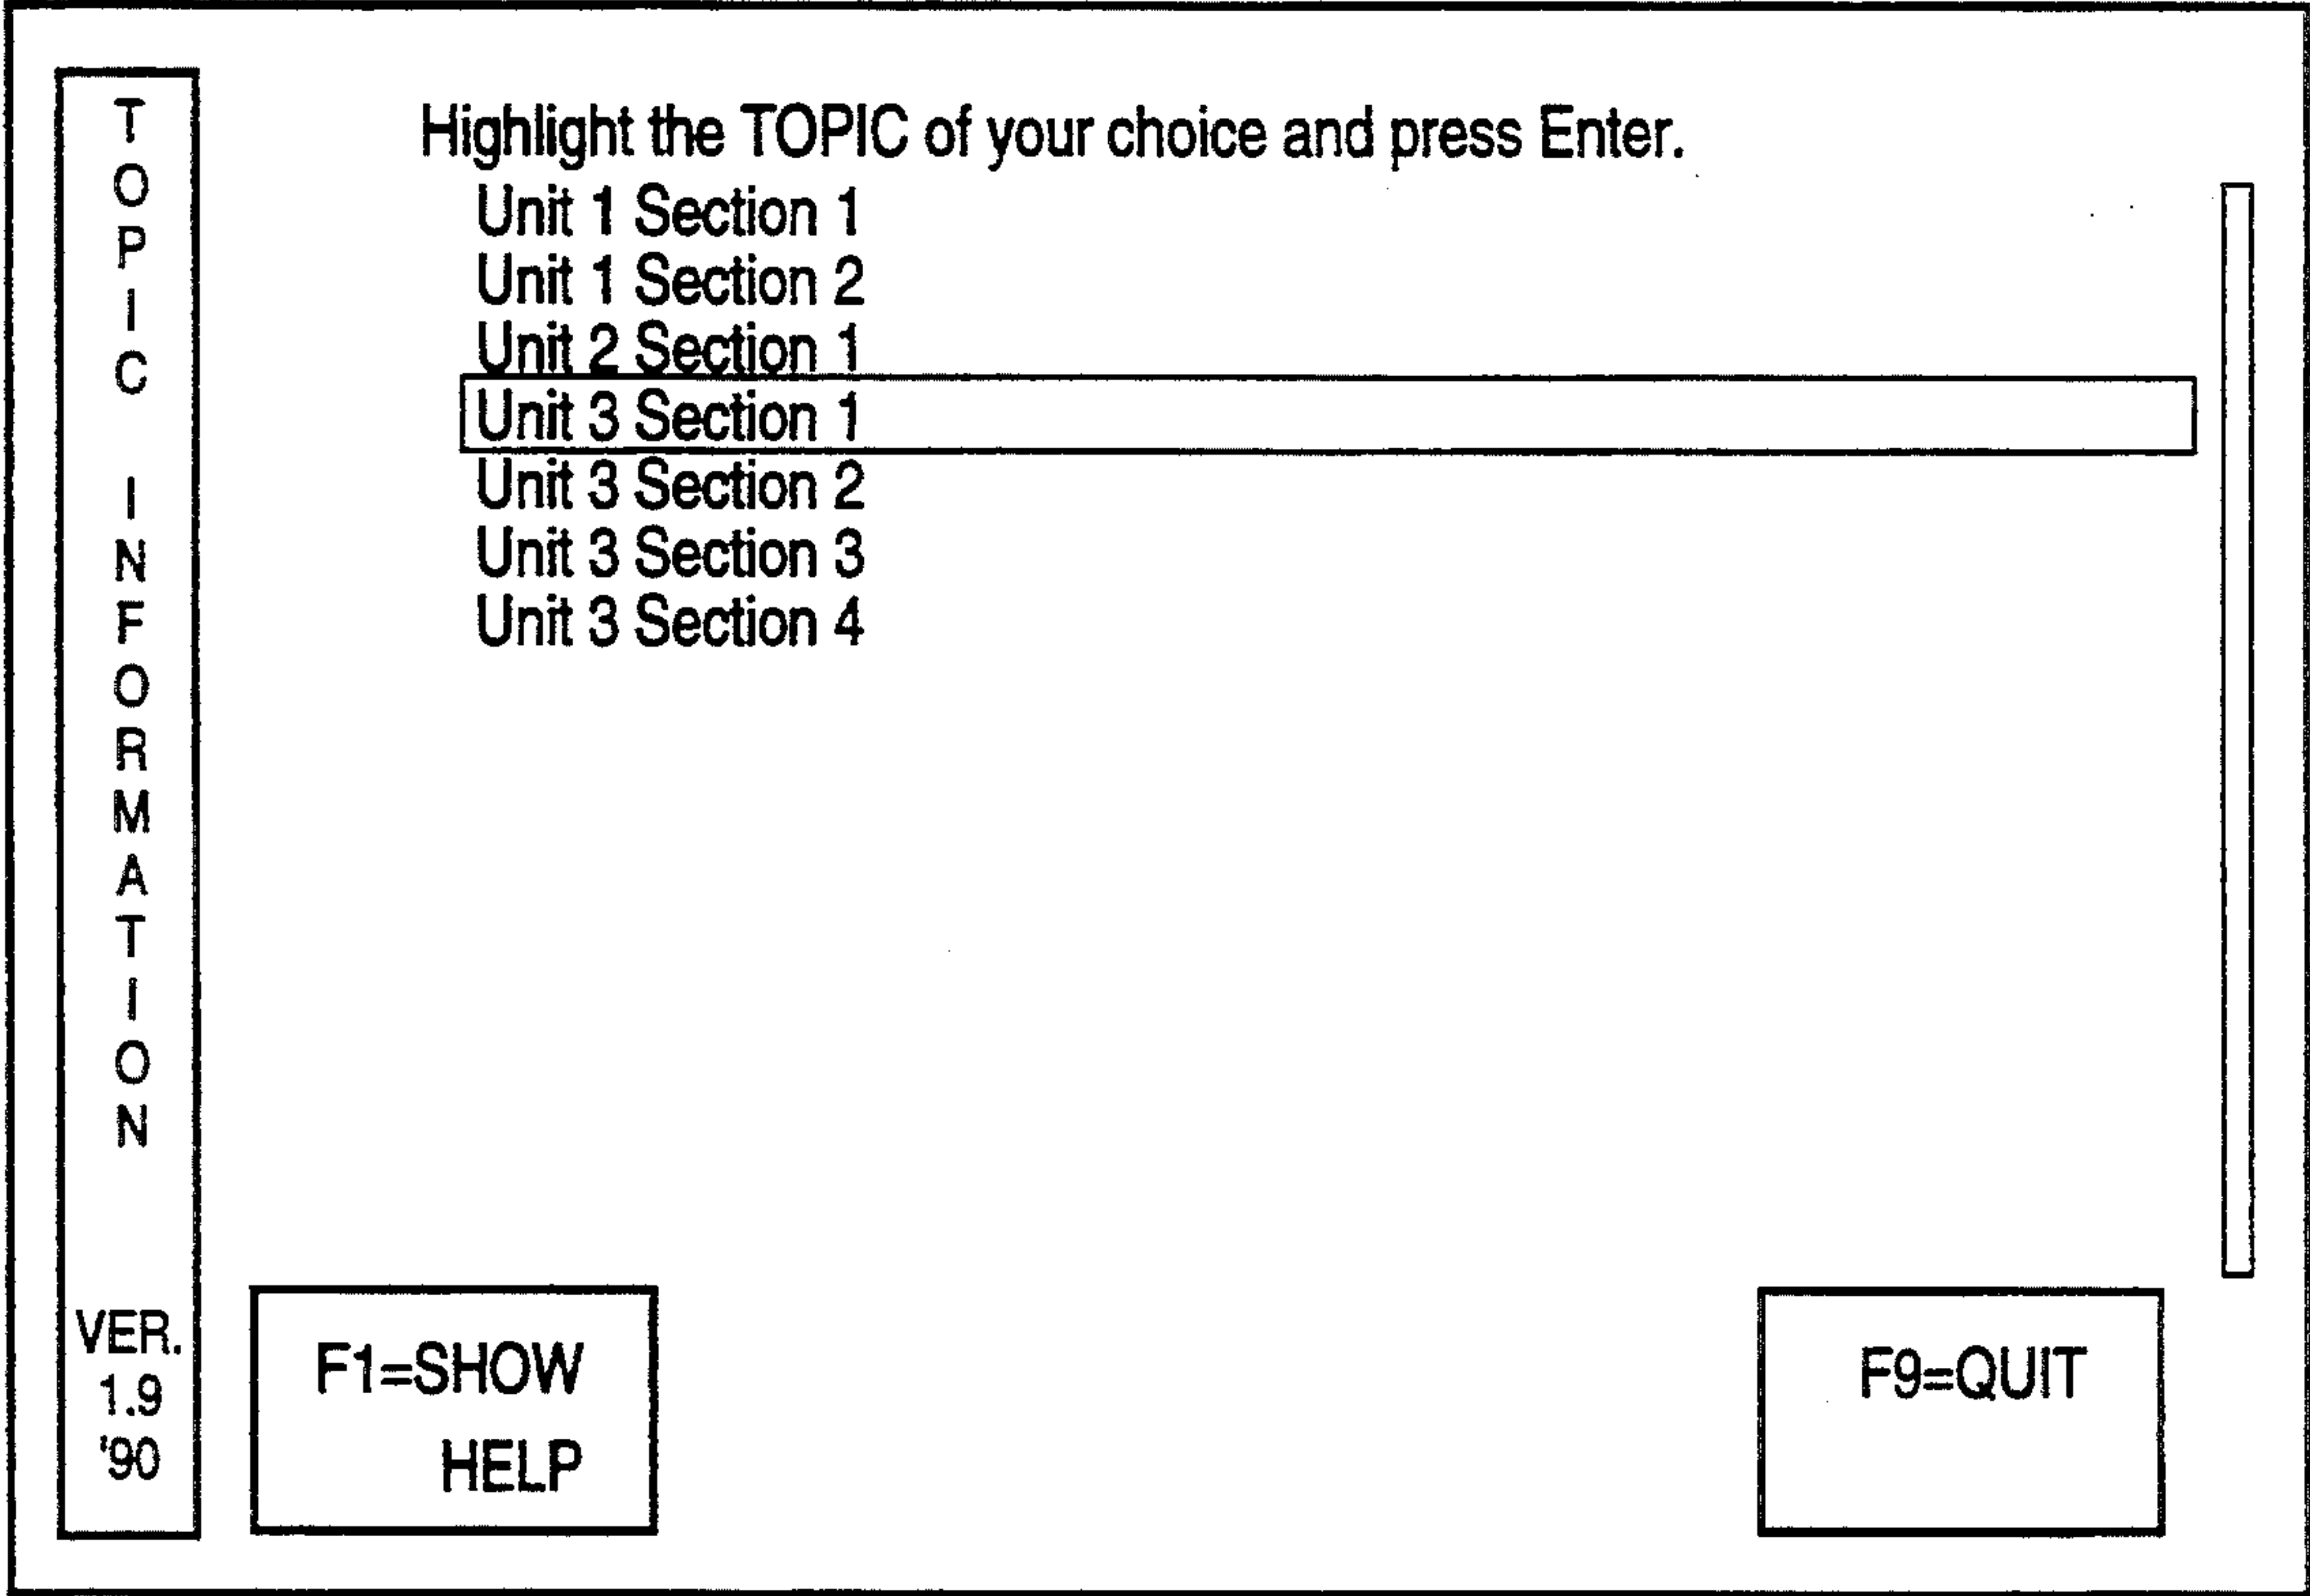 TOPIC INFORMATION
VER.
1.9
'90
Highlight the TOPIC of your choice and press Enter.
Unit 1 Section 1
Unit 1 Section 2
Unit 2 Section 1
Unit 3 Section 1
Unit 3 Section 2
Unit 3 Section 3
Unit 3 Section 4
F1=SHOW
HELP
F9=QUIT